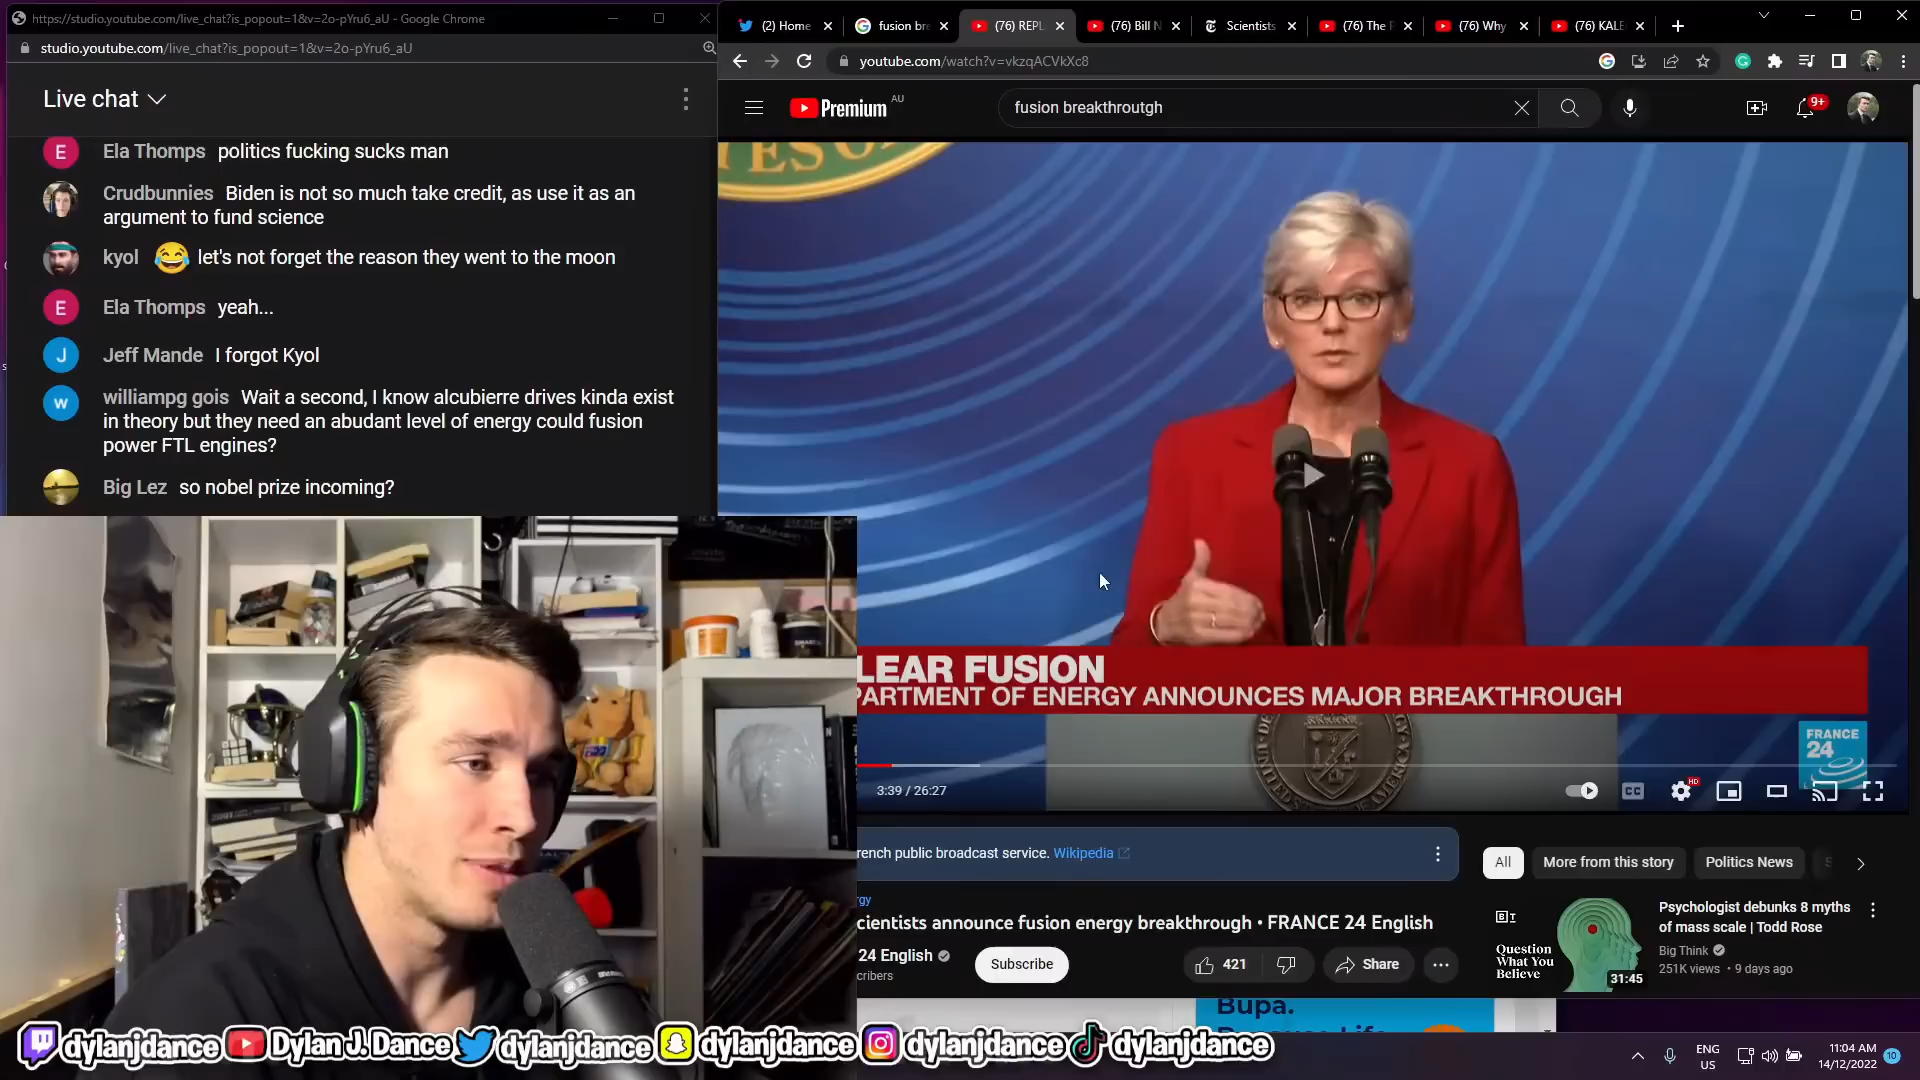 https://studio.youtube.com/live_chat?is_popout=1&v=2o-pYru6_aU - Google Chrome
studio.youtube.com/live_chat?is_popout=1&v=2o-pYru6_aU
Live chat
E Ela Thomps politics fucking sucks man
Crudbunnies Biden is not so much take credit, as use it as an
argument to fund science
kyol 😂 let's not forget the reason they went to the moon
E Ela Thomps yeah...
J Jeff Mande I forgot Kyol
w williampg gois Wait a second, I know alcubierre drives kinda exist
in theory but they need an abudant level of energy could fusion
power FTL engines?
Big Lez so nobel prize incoming?
(2) Home
fusion bre
(76) REPL
(76) Bill N
Scientists
(76) The P
(76) Why
(76) KALE
youtube.com/watch?v=vkzqACVkXc8
Premium AU
fusion breakthroutgh
9+
TES OF
LEAR FUSION
PARTMENT OF ENERGY ANNOUNCES MAJOR BREAKTHROUGH
FRANCE
24
3:39 / 26:27
CC
HD
rench public broadcast service. Wikipedia
All
More from this story
Politics News
rgy
cientists announce fusion energy breakthrough • FRANCE 24 English
24 English
cribers
Subscribe
421
Share
BT
Question
What You
Believe
31:45
Psychologist debunks 8 myths
of mass scale | Todd Rose
Big Think
251K views • 9 days ago
Bupa.
dylanjdance
Dylan J. Dance
dylanjdance
dylanjdance
dylanjdance
dylanjdance
ENG
US
11:04 AM
14/12/2022
10